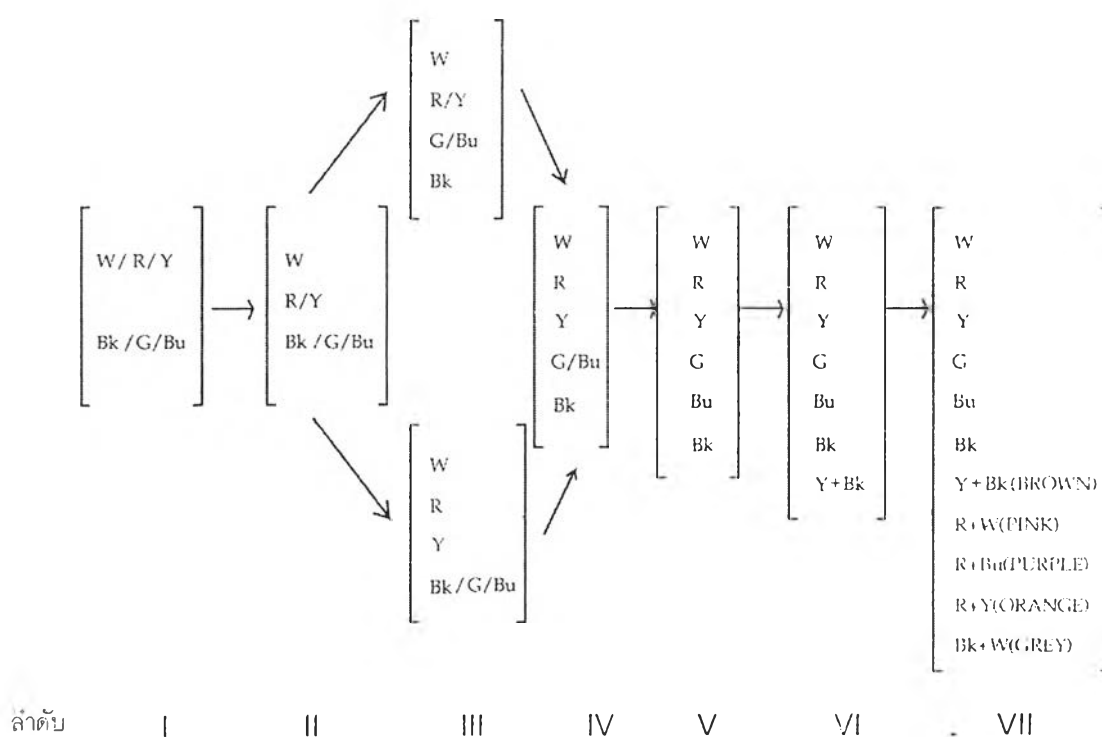 W/ R/Y
Bk /G/Bu
W
R/Y
Bk /G/Bu
W
R/Y
G/Bu
Bk
W
R
Y
Bk/G/Bu
W
R
Y
G/Bu
Bk
W
R
Y
G
Bu
Bk
W
R
Y
G
Bu
Bk
Y+Bk
W
R
Y
G
Bu
Bk
Y+Bk(BROWN)
R+W(PINK)
R+Bu(PURPLE)
R+Y(ORANGE)
Bk+W(GREY)
ลำดับ I II III IV V VI VII